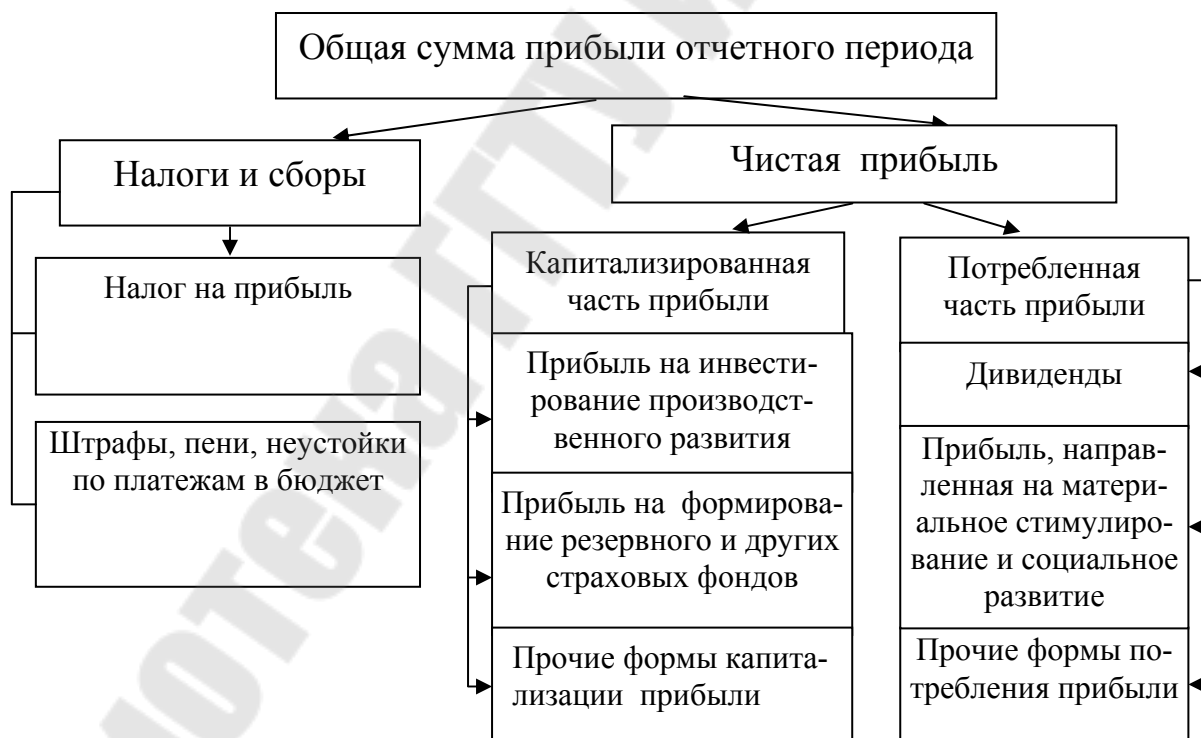 Общая сумма прибыли отчетного периода
Налоги и сборы
Чистая прибыль
Налог на прибыль
Штрафы, пени, неустойки
по платежам в бюджет
Капитализированная
часть прибыли
Прибыль на инвести-
рование производст-
венного развития
Прибыль на формирова-
ние резервного и других
страховых фондов
Прочие формы капита-
лизации прибыли
Потребленная
часть прибыли
Дивиденды
Прибыль, направ-
ленная на матери-
альное стимулиро-
вание и социальное
развитие
Прочие формы по-
требления прибыли